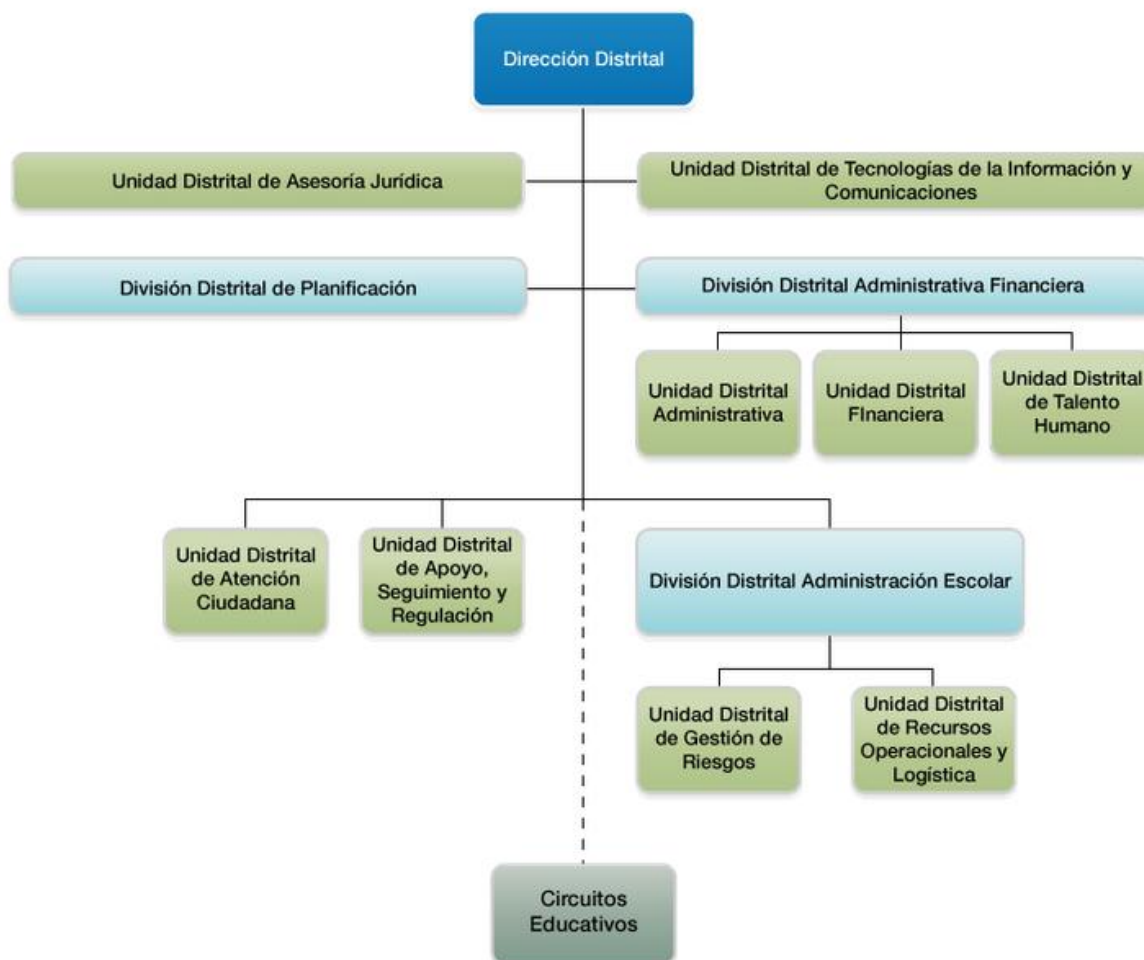 Dirección Distrital
Unidad Distrital de Asesoría Jurídica
Unidad Distrital de Tecnologías de la Información y
Comunicaciones
División Distrital de Planificación
División Distrital Administrativa Financiera
Unidad Distrital
Administrativa
Unidad Distrital
FInanciera
Unidad Distrital
de Talento
Humano
Unidad Distrital
de Atención
Ciudadana
Unidad Distrital
de Apoyo,
Seguimiento y
Regulación
División Distrital Administración Escolar
Unidad Distrital
de Gestión de
Riesgos
Unidad Distrital
de Recursos
Operacionales y
Logística
Circuitos
Educativos